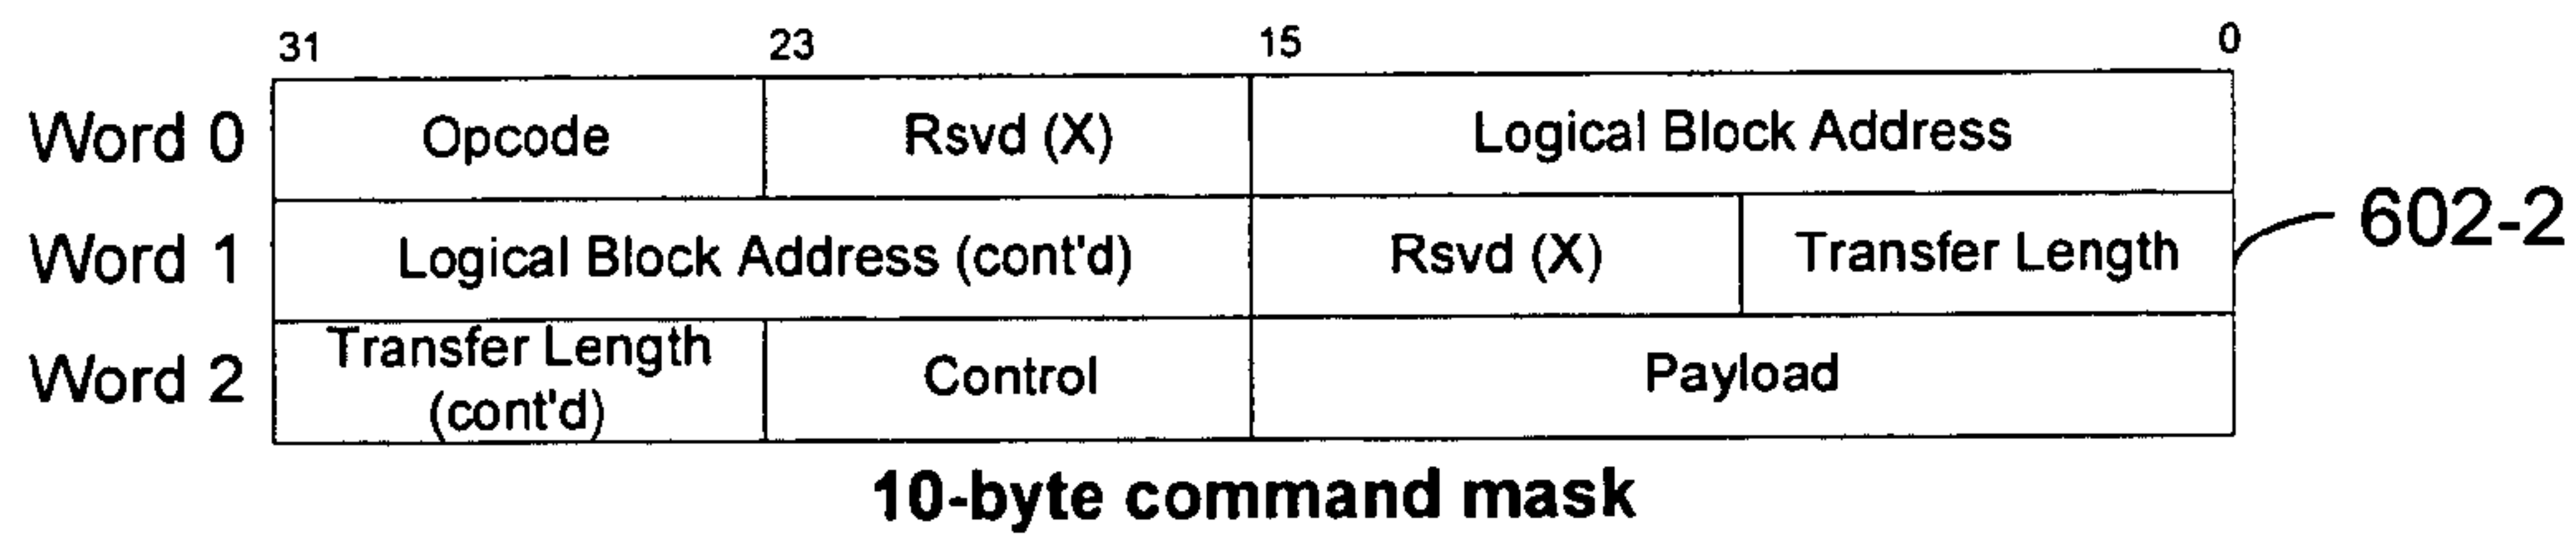 31 23 15 0
Word 0 Opcode Rsvd (X) Logical Block Address
Word 1 Logical Block Address (cont'd) Rsvd (X) Transfer Length 602-2
Word 2 Transfer Length (cont'd) Control Payload
10-byte command mask